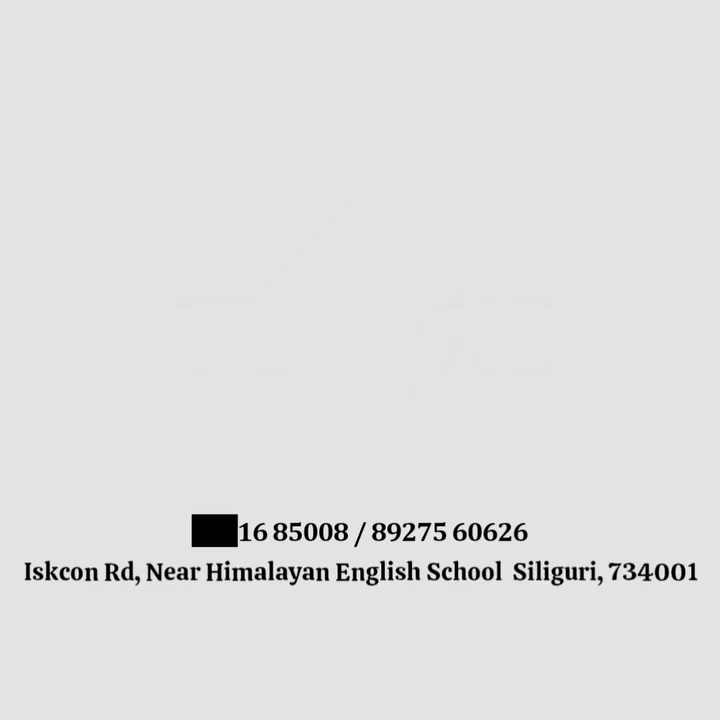 16 85008 / 89275 60626
Iskcon Rd, Near Himalayan English School Siliguri, 734001